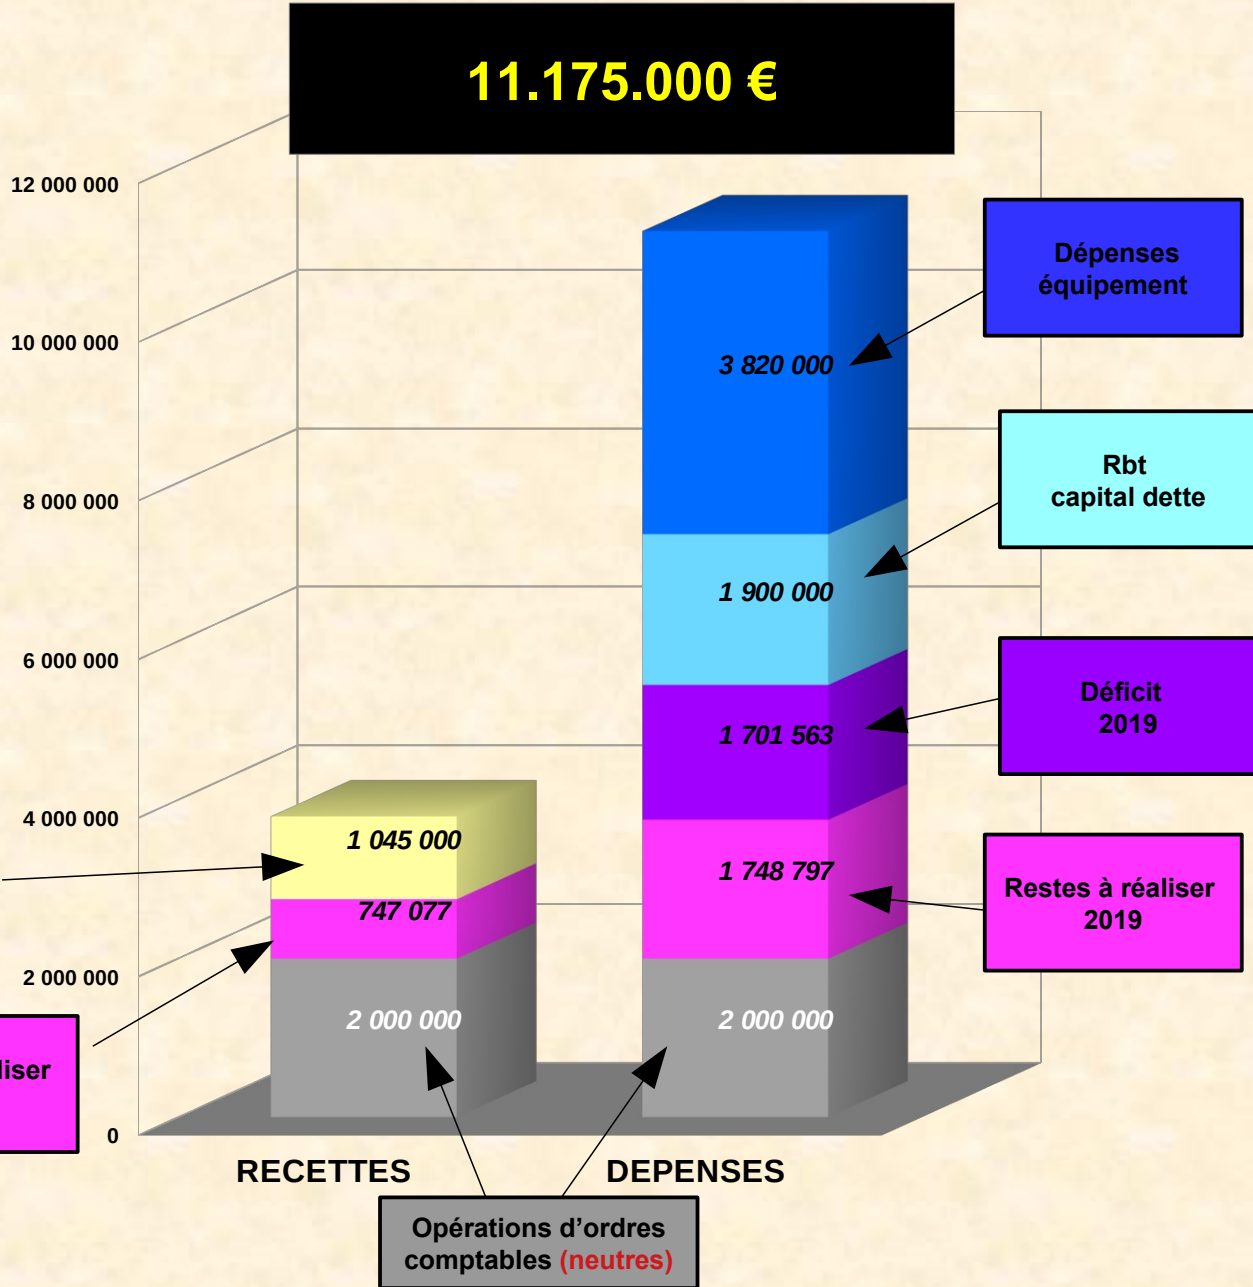 11.175.000 €
12 000 000
10 000 000
8 000 000
6 000 000
4 000 000
2 000 000
0
Dépenses
équipement
3 820 000
Rbt
capital dette
1 900 000
Déficit
2019
1 701 563
1 045 000
1 748 797
Restes à réaliser
2019
747 077
2 000 000
2 000 000
liser
RECETTES
DEPENSES
Opérations d’ordres
comptables (neutres)